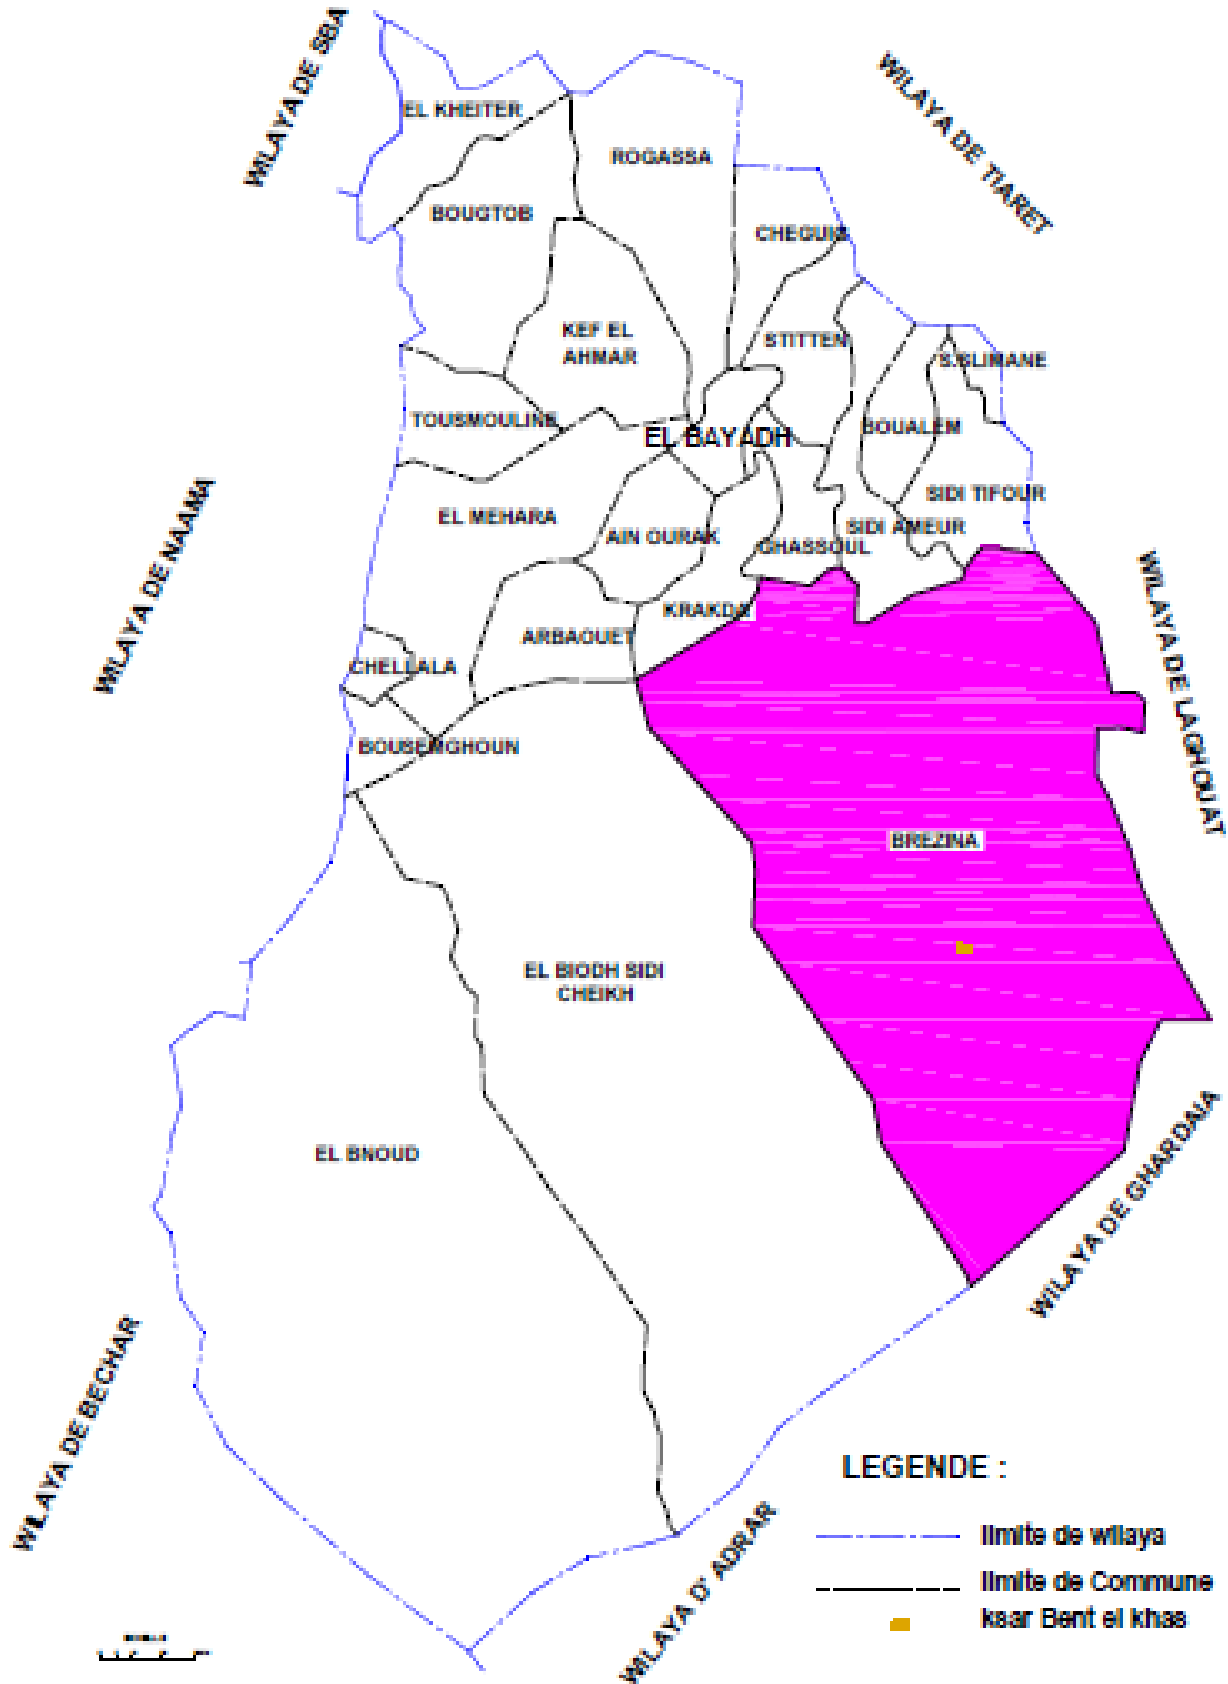 WILAYA DE SBA
WILAYA DE TIARET
EL KHEITER
ROGASSA
BOUGTOB
CHEGUIG
KEF EL
AHMAR
STITTEN
S.SLIMANE
TOUSMOULINE
EL BAYADH
BOUALEM
SIDI TIFOUR
EL MEHARA
AIN OURAK
GHASSOUL
SIDI AMEUR
WILAYA DE NAAMA
KRAKDA
ARBAOUET
CHELLALA
BOUSEMGHOUN
WILAYA DE LAGHOUAT
BREZINA
EL BIODH SIDI
CHEIKH
EL BNOUD
WILAYA DE GHARDAIA
WILAYA DE BECHAR
WILAYA D' ADRAR
LEGENDE :
limite de wilaya
limite de Commune
ksar Bent el khas